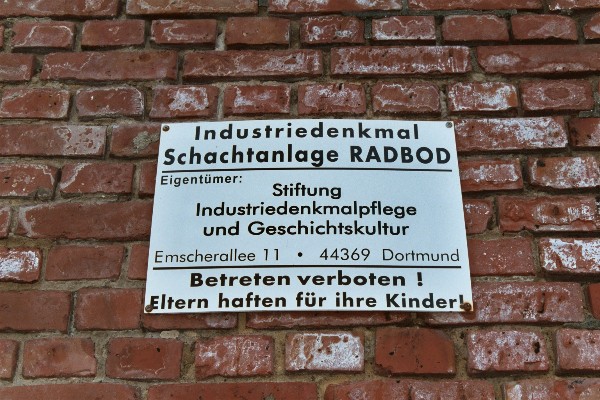 Industriedenkmal
Schachtanlage RADBOD
Eigentümer:
Stiftung
Industriedenkmalpflege
und Geschichtskultur
Emscherallee 11 • 44369 Dortmund
Betreten verboten !
Eltern haften für ihre Kinder!